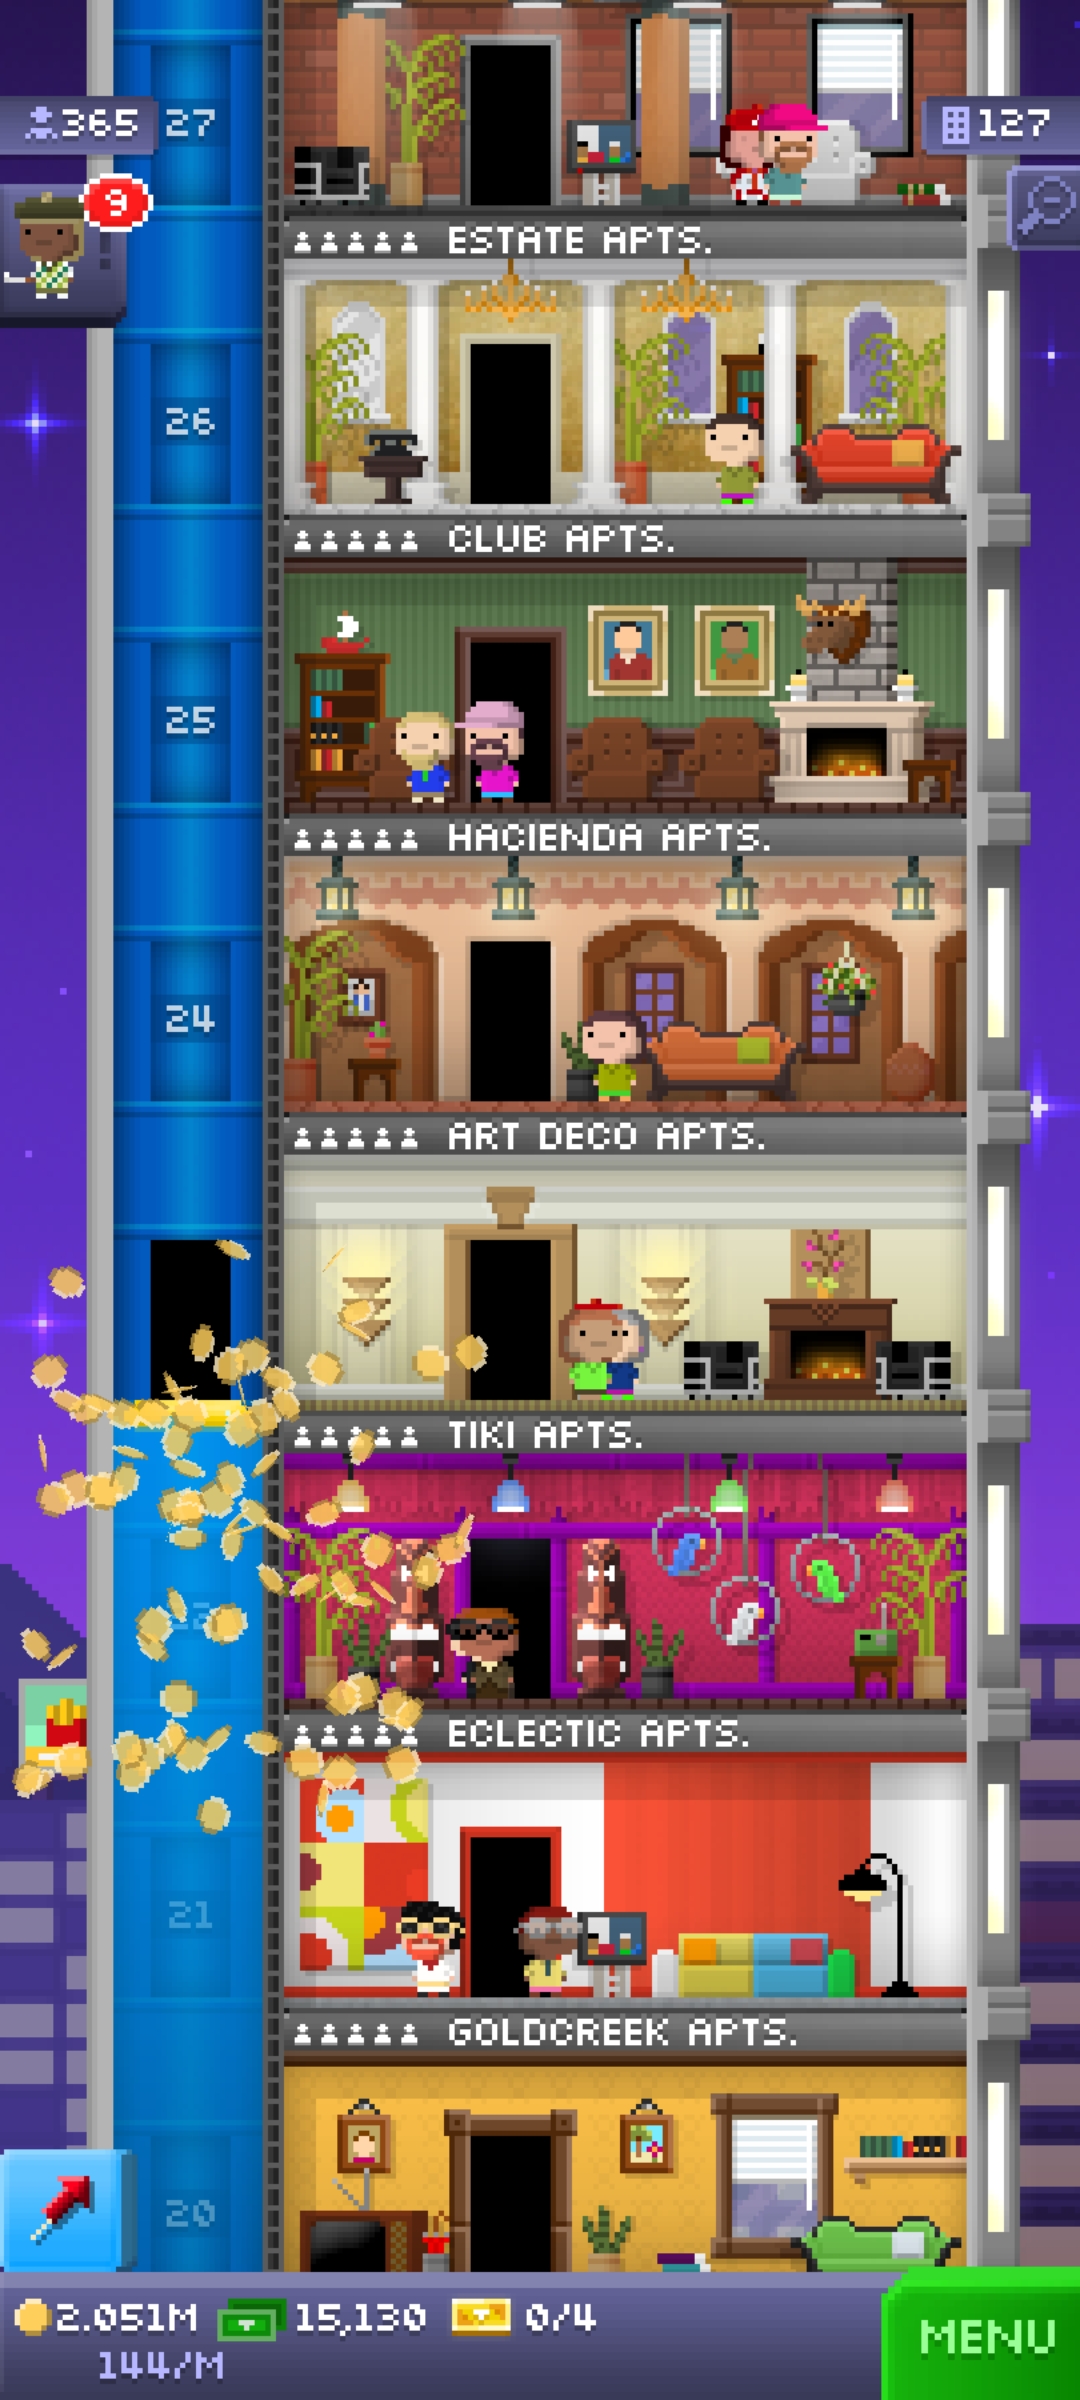 365
27
127
9
ESTATE APTS.
26
CLUB APTS.
25
HACIENDA APTS.
24
ART DECO APTS.
TIKI APTS.
ECLECTIC APTS.
21
GOLDCREEK APTS.
20
2.051M 15,130 0/4
144/M
MENU